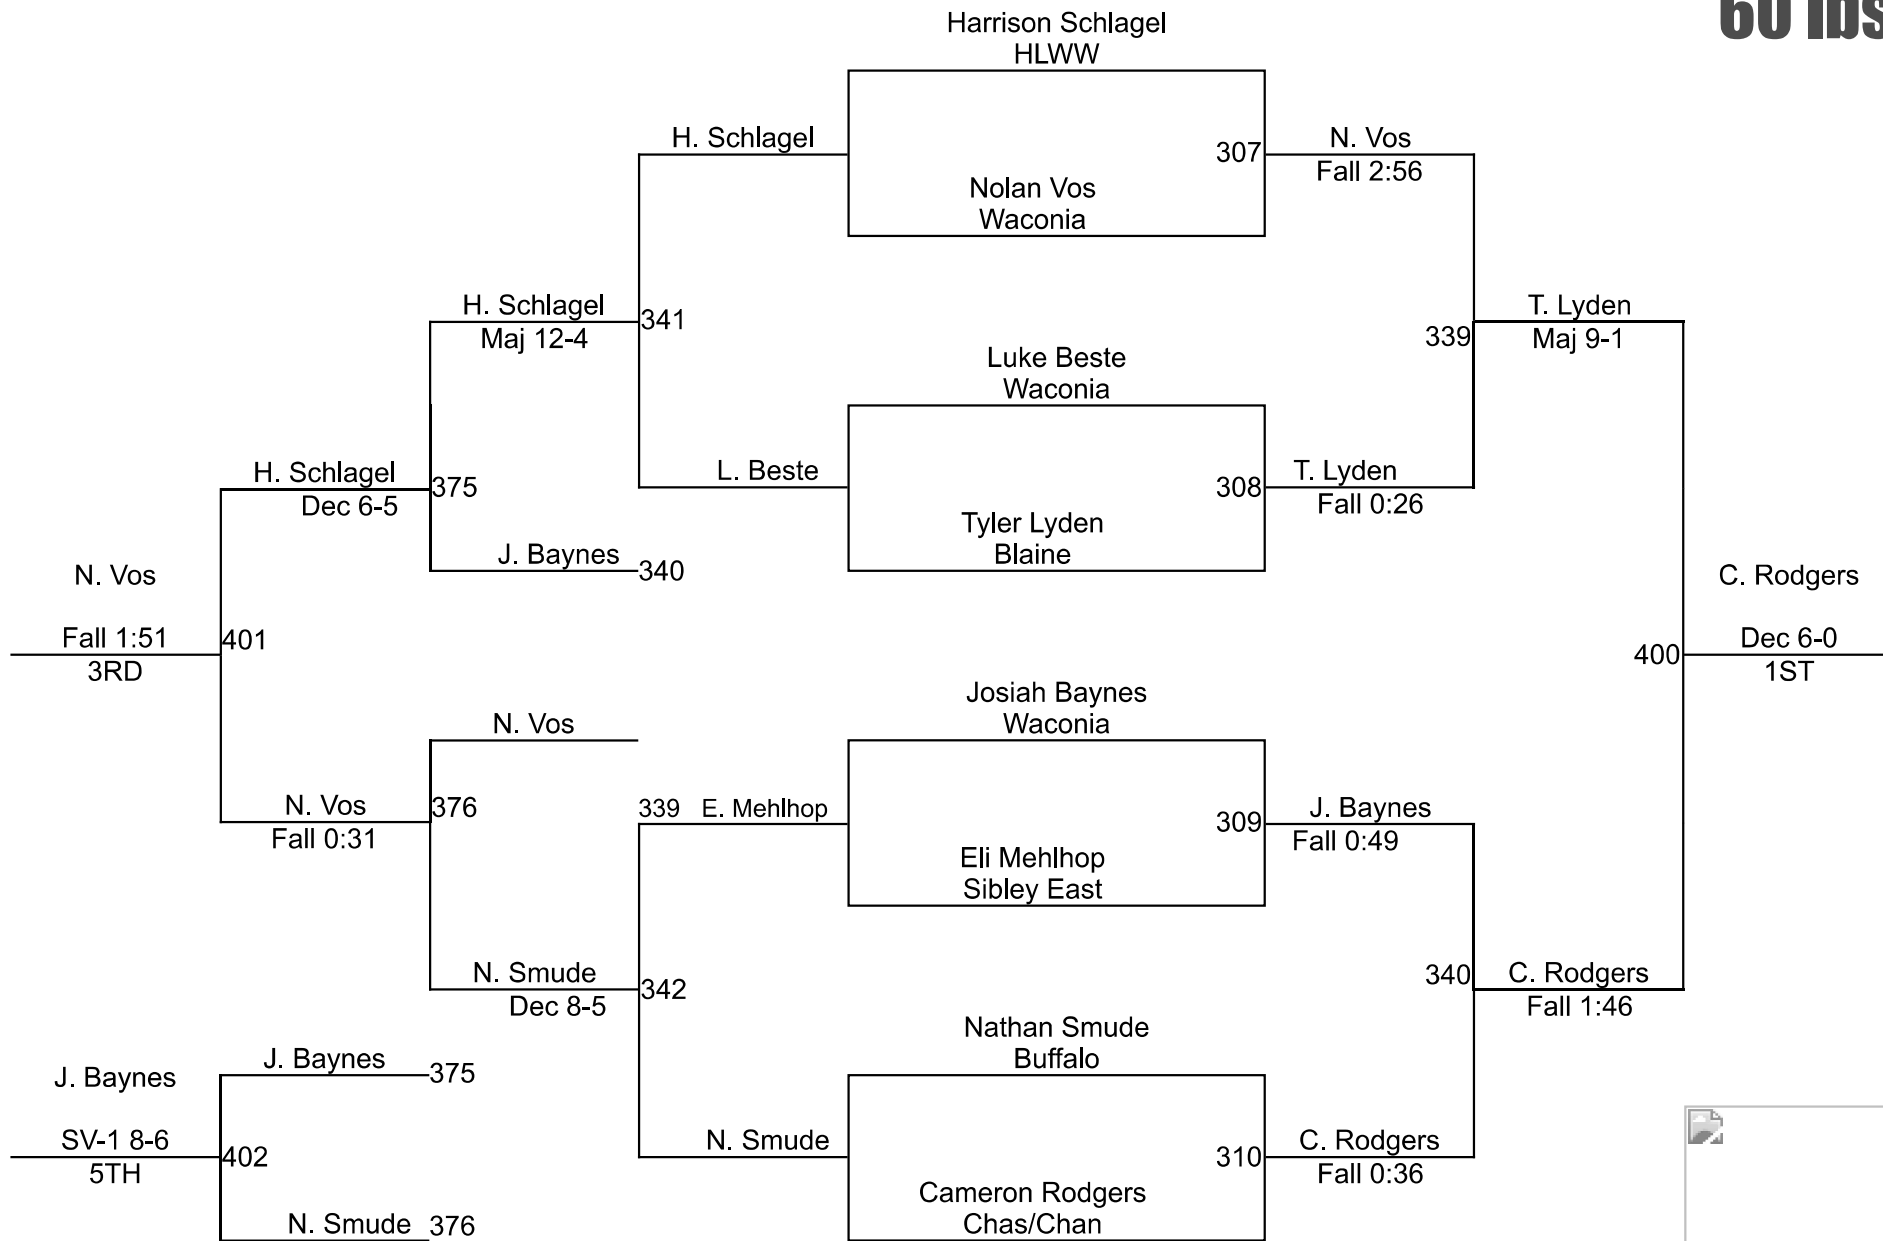 60 lbs
Harrison Schlagel
HLWW
H. Schlagel
307
N. Vos
Fall 2:56
Nolan Vos
Waconia
H. Schlagel
Maj 12-4
341
T. Lyden
Maj 9-1
339
Luke Beste
Waconia
H. Schlagel
Dec 6-5
375
L. Beste
308
T. Lyden
Fall 0:26
Tyler Lyden
Blaine
J. Baynes
340
N. Vos
Fall 1:51
3RD
401
C. Rodgers
Dec 6-0
1ST
400
Josiah Baynes
Waconia
N. Vos
N. Vos
Fall 0:31
376
339
E. Mehlhop
309
J. Baynes
Fall 0:49
Eli Mehlhop
Sibley East
N. Smude
Dec 8-5
342
340
C. Rodgers
Fall 1:46
Nathan Smude
Buffalo
J. Baynes
375
J. Baynes
SV-1 8-6
5TH
402
N. Smude
310
C. Rodgers
Fall 0:36
Cameron Rodgers
Chas/Chan
N. Smude
376